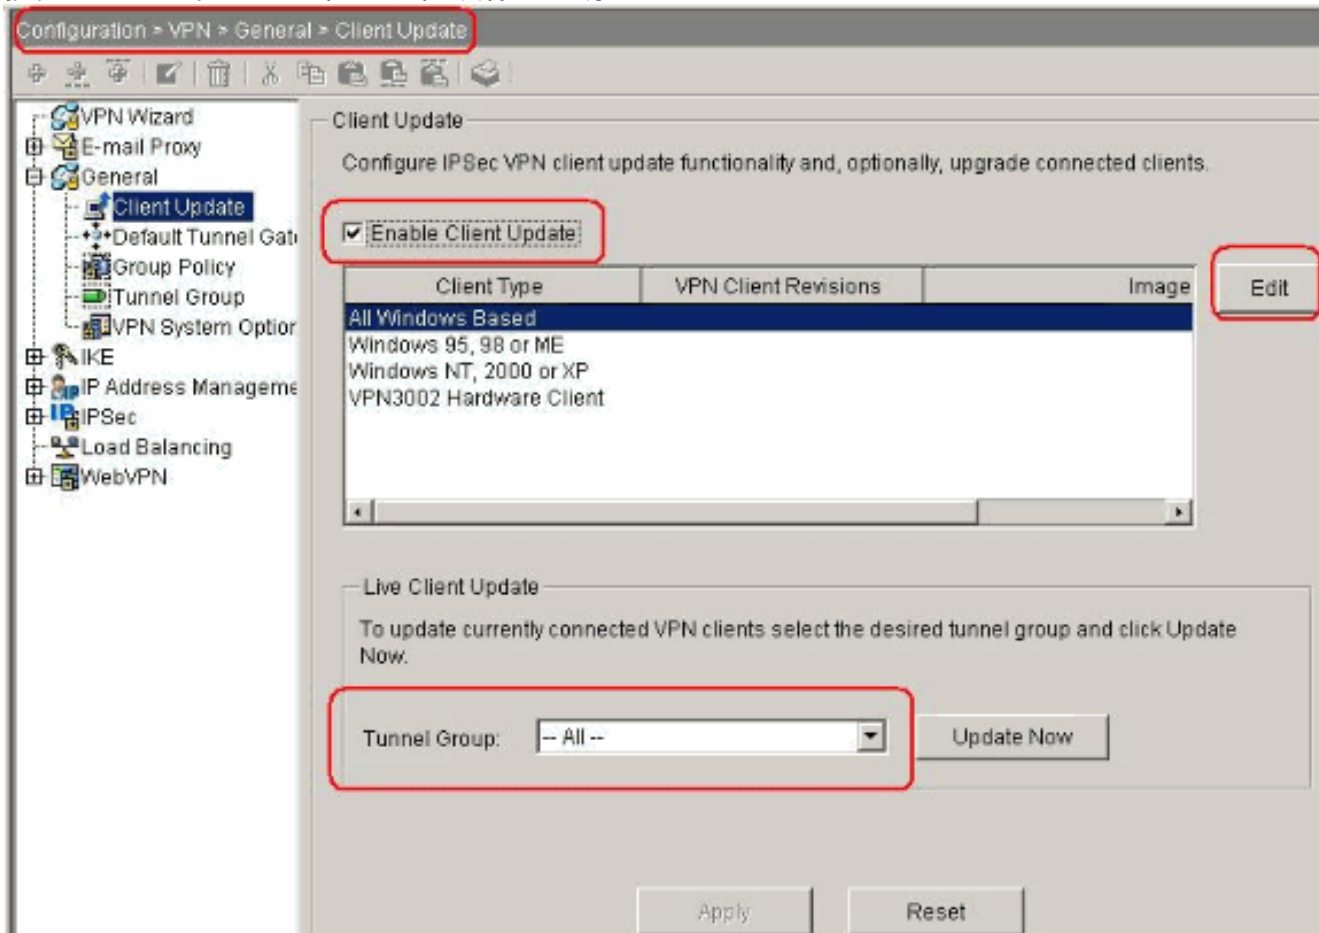 Configuration > VPN > General > Client Update
VPN Wizard
E-mail Proxy
General
Client Update
Default Tunnel Gat
Group Policy
Tunnel Group
VPN System Option
IKE
IP Address Manageme
IPSec
Load Balancing
WebVPN
Client Update
Configure IPSec VPN client update functionality and, optionally, upgrade connected clients.
Enable Client Update
Client Type VPN Client Revisions Image
All Windows Based
Windows 95, 98 or ME
Windows NT, 2000 or XP
VPN3002 Hardware Client
Edit
Live Client Update
To update currently connected VPN clients select the desired tunnel group and click Update
Now.
Tunnel Group: -- All -- Update Now
Apply Reset